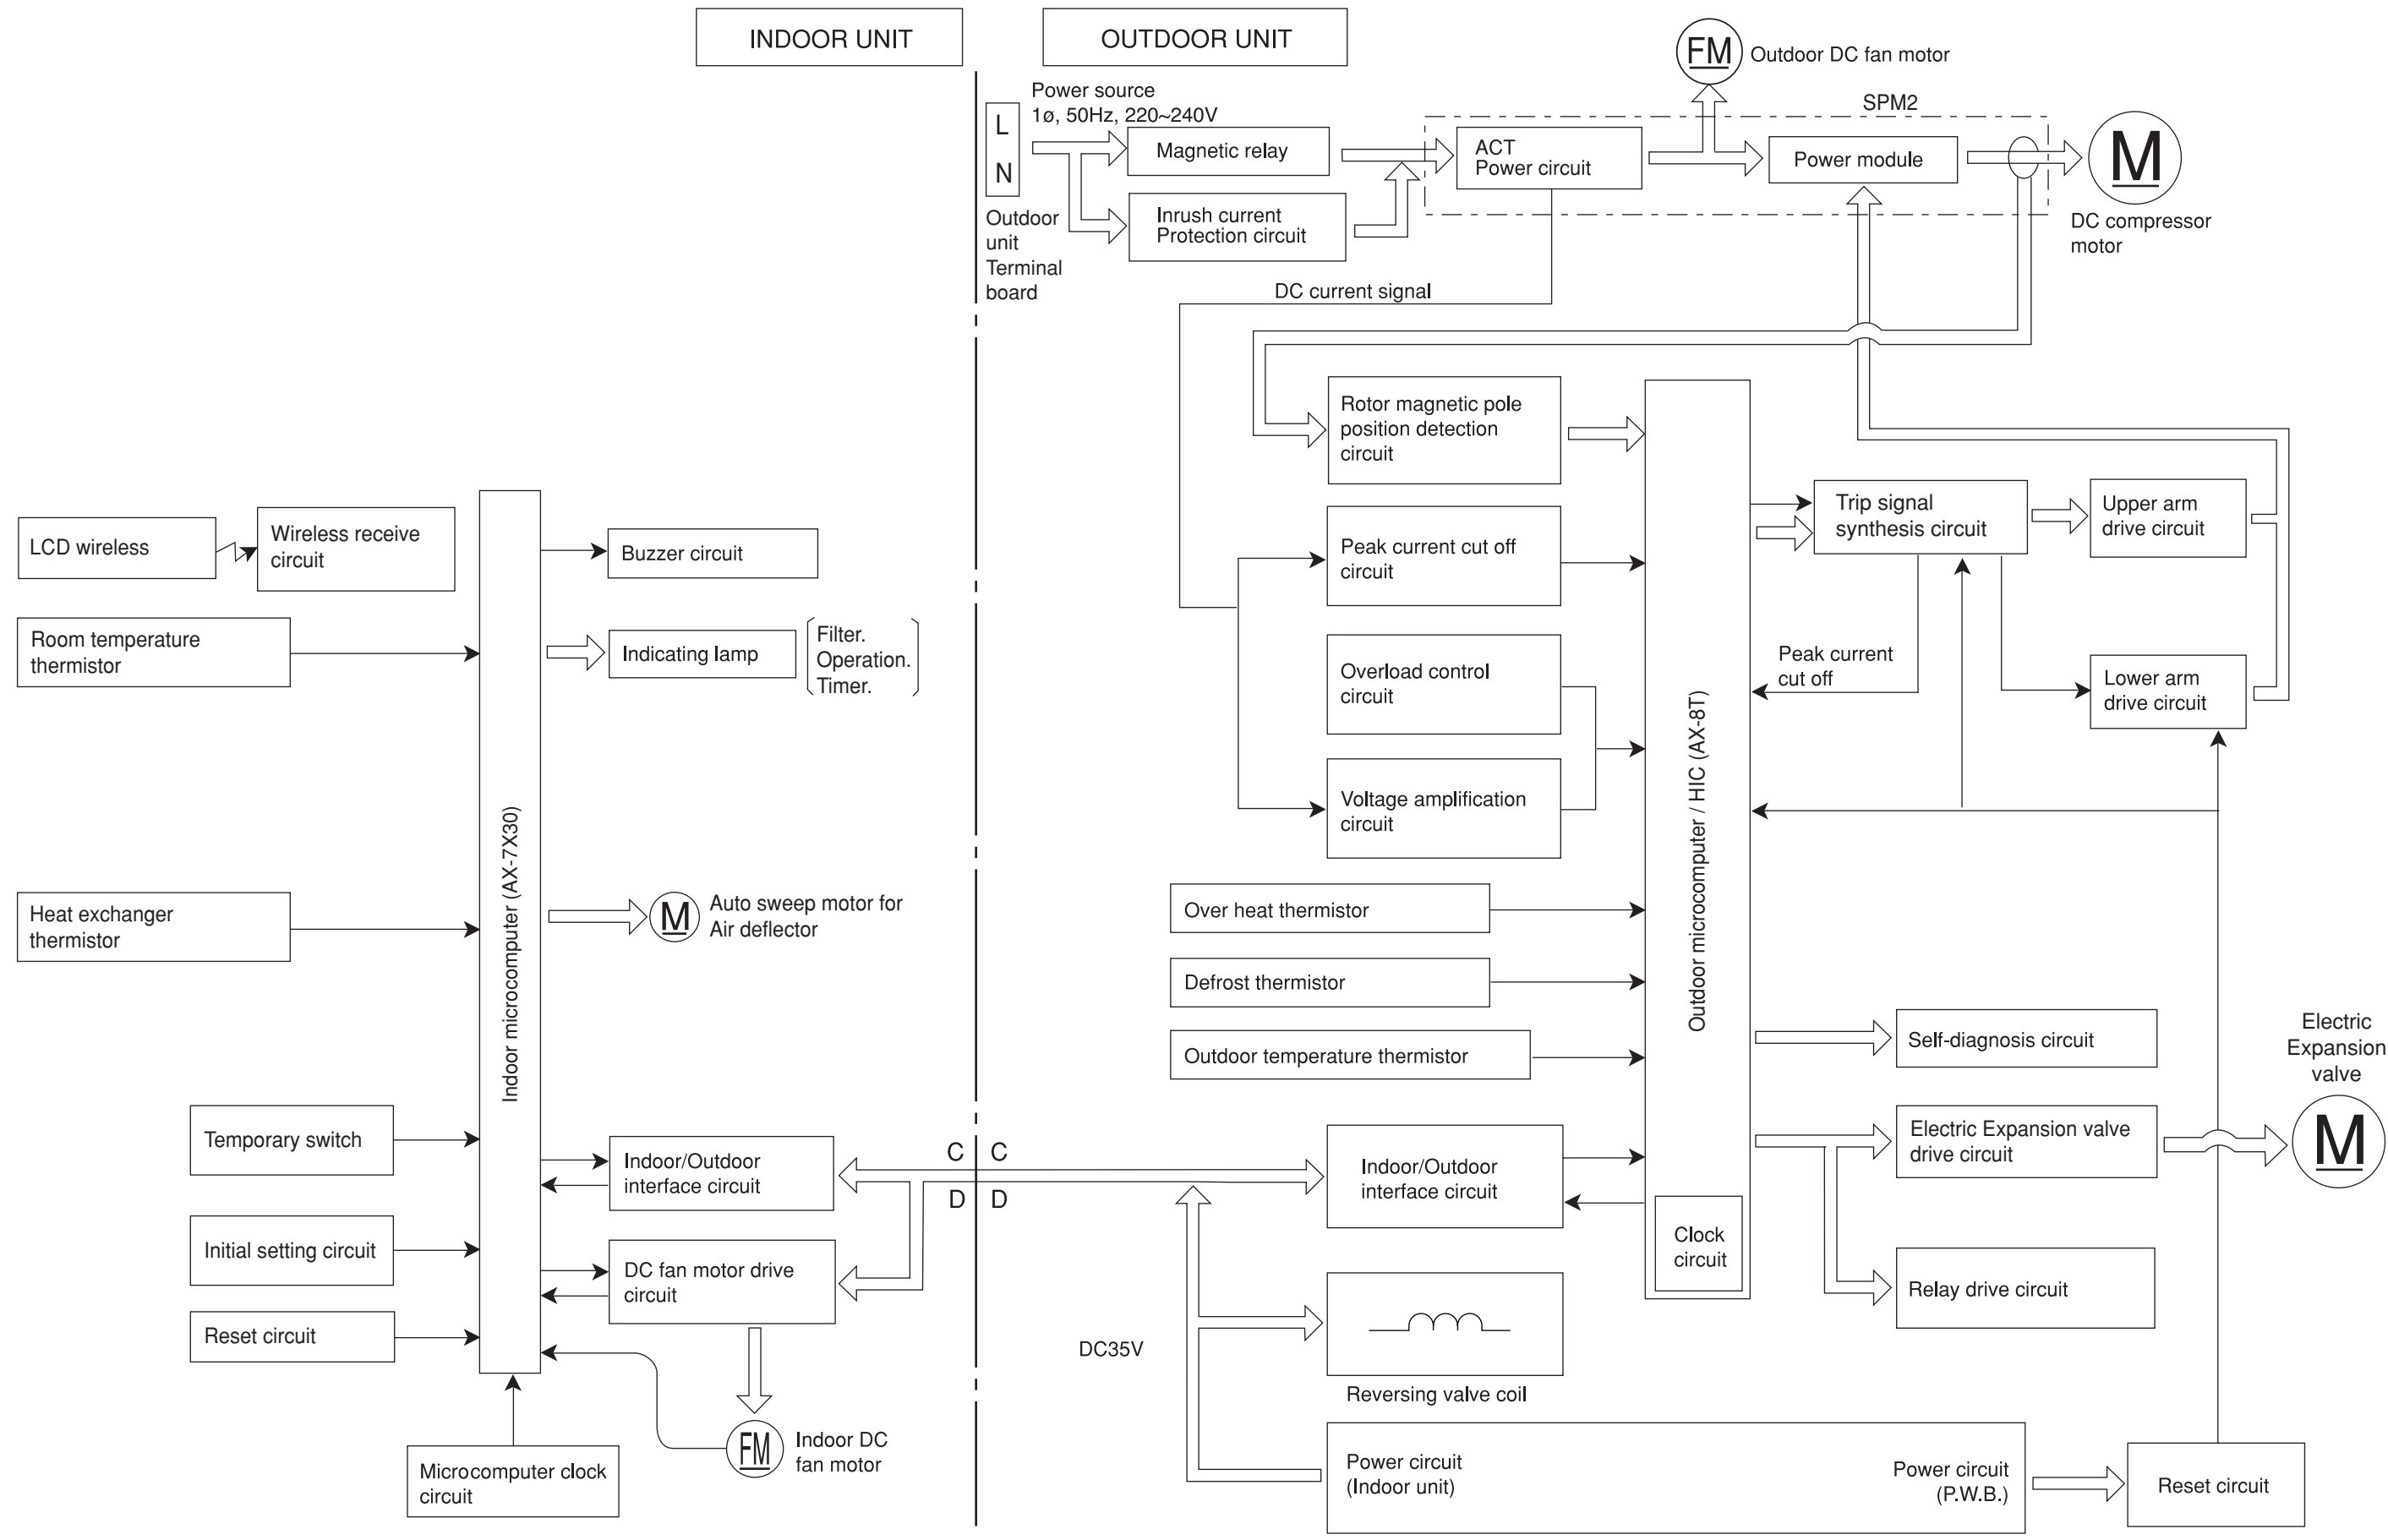 INDOOR UNIT
OUTDOOR UNIT
FM
Outdoor DC fan motor
Power source
1ø, 50Hz, 220~240V
SPM2
L
N
Magnetic relay
ACT
Power circuit
Power module
M
Outdoor
unit
Terminal
board
Inrush current
Protection circuit
DC compressor
motor
DC current signal
Rotor magnetic pole
position detection
circuit
LCD wireless
Wireless receive
circuit
Buzzer circuit
Peak current cut off
circuit
Trip signal
synthesis circuit
Upper arm
drive circuit
Room temperature
thermistor
Indicating lamp
Filter.
Operation.
Timer.
Overload control
circuit
Peak current
cut off
Lower arm
drive circuit
Voltage amplification
circuit
Indoor microcomputer (AX-7X30)
Outdoor microcomputer / HIC (AX-8T)
Heat exchanger
thermistor
M
Auto sweep motor for
Air deflector
Over heat thermistor
Defrost thermistor
Outdoor temperature thermistor
Self-diagnosis circuit
Electric
Expansion
valve
Temporary switch
Indoor/Outdoor
interface circuit
C
C
D
D
Indoor/Outdoor
interface circuit
Electric Expansion valve
drive circuit
M
Initial setting circuit
DC fan motor drive
circuit
Clock
circuit
Relay drive circuit
Reset circuit
DC35V
Reversing valve coil
Microcomputer clock
circuit
FM
Indoor DC
fan motor
Power circuit
(Indoor unit)
Power circuit
(P.W.B.)
Reset circuit